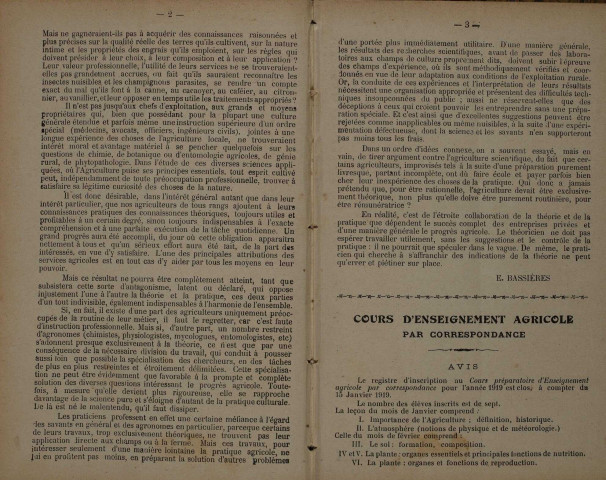 — 2 —
Mais ne gagneraient-ils pas à acquérir des connaissances raisonnées et
plus précises sur la qualité réelle des terres qu'ils cultivent, sur la nature
intime et les propriétés des engrais qu'ils emploient, sur les règles qui
doivent présider à leur choix, à leur composition et à leur application ?
Leur valeur professionnelle, l'utilité de leurs services ne se trouveraient-
elles pas grandement accrues, en fait qu'ils sauraient reconnaître les
insectes nuisibles et les champignons parasites, se rendre un compte
exact du mal qu'ils font à la canne, au cacaoyer, au caféier, au citron-
nier, au vanillier, et leur opposer en temps utile les traitements appropriés ?
Il n'est pas jusqu'aux chefs d'exploitation, aux grands et moyens
propriétaires qui, bien que possédant pour la plupart une culture
générale étendue et parfois même une instruction supérieure d'un ordre
spécial (médecins, avocats, officiers, ingénieurs civils), jointes à une
longue expérience des choses de l'agriculture locale, ne trouveraient
intérêt moral et avantage matériel à se pencher quelquefois sur les
questions de chimie, de botanique ou d'entomologie agricoles, de génie
rural, de phytopathologie. Dans l'étude de ces diverses sciences appli-
quées, où l'Agriculture puise ses principes essentiels, tout esprit cultivé
peut, indépendamment de toute préoccupation professionnelle, trouver à
satisfaire sa légitime curiosité des choses de la nature.
Il est donc désirable, dans l'intérêt général autant que dans leur
intérêt particulier, que nos agriculteurs de tous rangs ajoutent à leurs
connaissances pratiques des connaissances théoriques, toujours utiles et
profitables à un certain degré, sinon toujours indispensables à l'exacte
compréhension et à une parfaite exécution de la tâche quotidienne. Un
grand progrès aura été accompli, du jour où cette obligation apparaîtra
nettement à tous et qu'un sérieux effort aura été fait, de la part des
intéressés, en vue d'y satisfaire. L'une des principales attributions des
services agricoles est en tout cas d'y aider par tous les moyens en leur
pouvoir.
Mais ce résultat ne pourra être complètement atteint, tant que
subsistera cette sorte d'antagonisme, latent ou déclaré, qui oppose
injustement l'une à l'autre la théorie et la pratique, ces deux parties
d'un tout indivisible, également indispensables à l'harmonie de l'ensemble.
Si, en fait, il existe d'une part des agriculteurs uniquement préoc-
cupés de la routine de leur métier, il faut le regretter, car c'est faute
d'instruction professionnelle. Mais si, d'autre part, un nombre restreint
d'agronomes (chimistes, physiologistes, mycologues, entomologistes, etc)
s'adonnent presque exclusivement à la théorie, ce n'est que par une
conséquence de la nécessaire division du travail, qui conduit à pousser
aussi loin que possible la spécialisation des chercheurs, en des tâches
de plus en plus restreintes et étroitement délimitées. Cette spécialisa-
tion ne peut être évidemment que favorable à la prompte et complète
solution des diverses questions intéressant le progrès agricole. Toute-
fois, à mesure qu'elle devient plus rigoureuse, elle se rapproche
davantage de la science pure et s'éloigne d'autant de la pratique culturale.
De là est né le malentendu, qu'il faut dissiper.
Les praticiens professent en effet une certaine méfiance à l'égard
des savants en général et des agronomes en particulier, parceque certains
de leurs travaux, trop exclusivement théoriques, ne trouvent pas leur
application directe aux champs ou à la ferme. Mais ces travaux, pour
intéresser seulement d'une manière lointaine la pratique agricole, ne
lui en profitent pas moins, en préparant la solution d'autres problèmes
— 3 —
d'une portée plus immédiatement utilitaire. D'une manière générale,
les résultats des recherches scientifiques, avant de passer des labora-
toires aux champs de culture proprement dits, doivent subir l'épreuve
des champs d'expérience, où ils sont méthodiquement vérifiés et coor-
donnés en vue de leur adaptation aux conditions de l'exploitation rurale.
Or, la conduite de ces expériences et l'interprétation de leurs résultats
nécessitent une organisation appropriée et présentent des difficultés tech-
niques insoupçonnées du public ; aussi ne réservent-elles que des
déceptions à ceux qui croient pouvoir les entreprendre sans une prépa-
ration spéciale. Et c'est ainsi que d'excellentes suggestions peuvent être
rejetées comme inapplicables ou même nuisibles, à la suite d'une expéri-
mentation défectueuse, dont la science et les savants n'en supporteront
pas moins tous les frais.
Dans un ordre d'idées connexe, on a souvent essayé, mais en
vain, de tirer argument contre l'agriculture scientifique, du fait que cer-
tains agriculteurs, improvisés tels à la suite d'une préparation purement
livresque, partant incomplète, ont dû faire école et payer parfois bien
cher leur inexpérience des choses de la pratique. Qui donc a jamais
prétendu que, pour être rationnelle, l'agriculture devait être exclusive-
ment théorique, non plus qu'elle doive être purement routinière, pour
être rémunératrice ?
En réalité, c'est de l'étroite collaboration de la théorie et de la
pratique que dépendent le succès complet des entreprises privées et
d'une manière générale le progrès agricole. Le théoricien ne doit pas
espérer travailler utilement, sans les suggestions et le contrôle de la
pratique : il ne pourrait que spéculer dans le vague. De même, le prati-
cien qui cherche à s'affranchir des indications de la théorie ne peut
qu'errer et piétiner sur place.
E. BASSIÈRES
COURS D'ENSEIGNEMENT AGRICOLE
PAR CORRESPONDANCE
AVIS
Le registre d'inscription au Cours préparatoire d'Enseignement
agricole par correspondance pour l'année 1919 est clos, à compter du
15 Janvier 1919.
Le nombre des élèves inscrits est de sept.
La leçon du mois de Janvier comprend :
I. Importance de l'Agriculture ; définition, historique.
II. L'atmosphère (notions de physique et de météorologie.)
Celle du mois de février comprend :
III. Le sol : formation, composition.
IV et V. La plante : organes essentiels et principales fonctions de nutrition.
VI. La plante : organes et fonctions de reproduction.